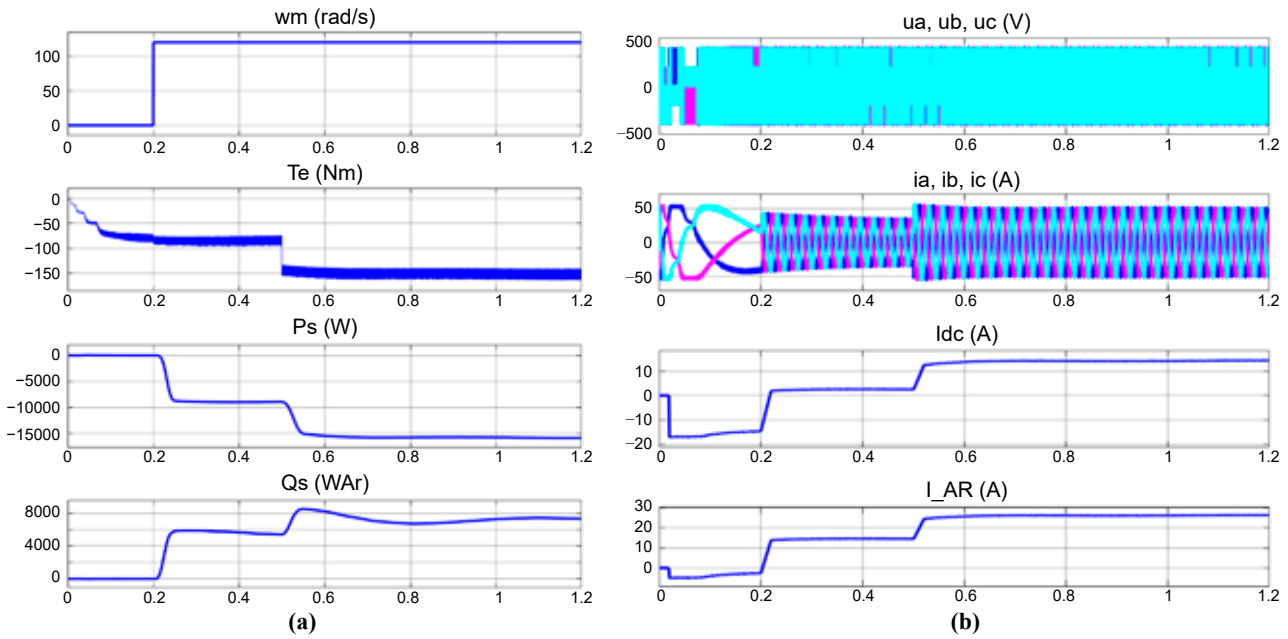 wm (rad/s)
100
50
0
0 0.2 0.4 0.6 0.8 1 1.2
Te (Nm)
0
−50
−100
−150
0 0.2 0.4 0.6 0.8 1 1.2
Ps (W)
0
−5000
−10000
−15000
0 0.2 0.4 0.6 0.8 1 1.2
Qs (WAr)
8000
4000
0
0 0.2 0.4 0.6 0.8 1 1.2
(a)
ua, ub, uc (V)
500
0
−500
0 0.2 0.4 0.6 0.8 1 1.2
ia, ib, ic (A)
50
0
−50
0 0.2 0.4 0.6 0.8 1 1.2
Idc (A)
10
0
−10
−20
0 0.2 0.4 0.6 0.8 1 1.2
I_AR (A)
30
20
10
0
0 0.2 0.4 0.6 0.8 1 1.2
(b)